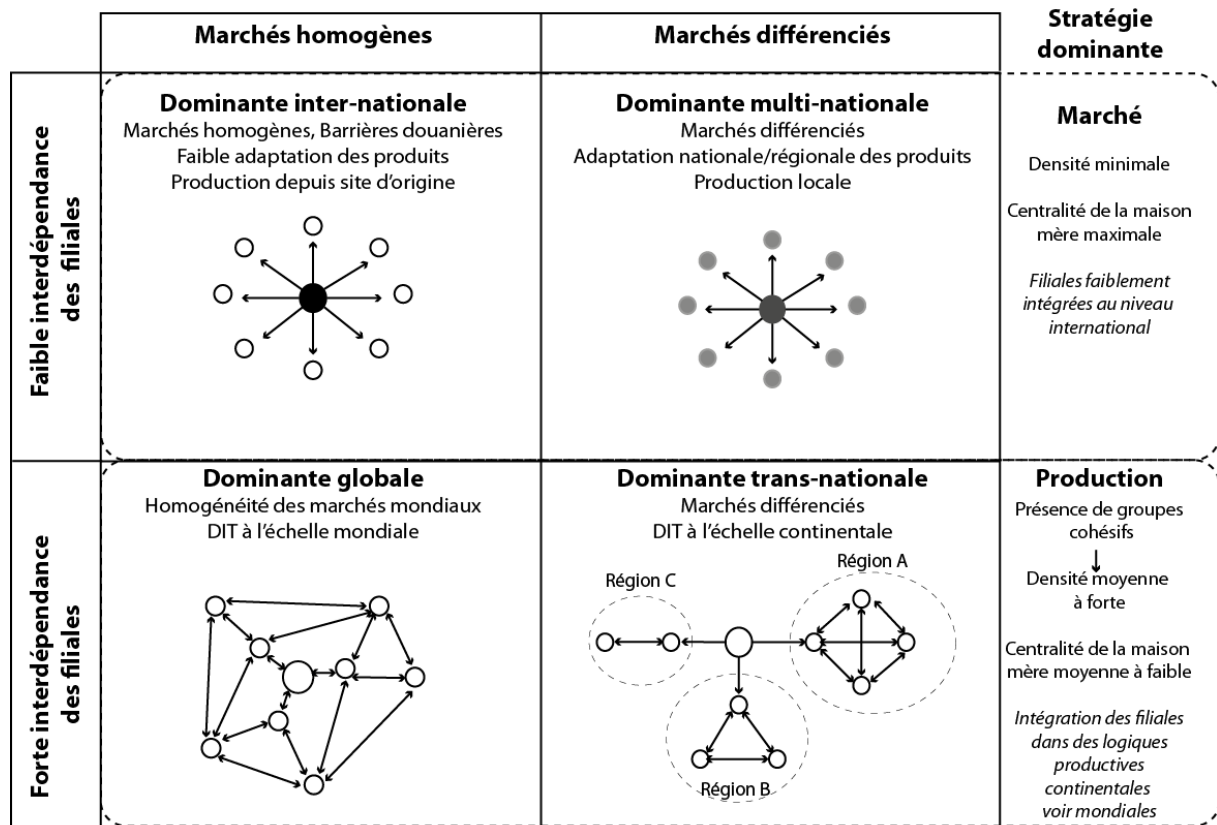 Marchés homogènes
Marchés différenciés
Stratégie
dominante
Faible interdépendance
des filiales
Dominante inter-nationale
Marchés homogènes, Barrières douanières
Faible adaptation des produits
Production depuis site d'origine
Dominante multi-nationale
Marchés différenciés
Adaptation nationale/régionale des produits
Production locale
Marché
Densité minimale
Centralité de la maison
mère maximale
Filiales faiblement
intégrées au niveau
international
Forte interdépendance
des filiales
Dominante globale
Homogénéité des marchés mondiaux
DIT à l'échelle mondiale
Dominante trans-nationale
Marchés différenciés
DIT à l'échelle continentale
Région C
Région A
Région B
Production
Présence de groupes
cohésifs
Densité moyenne
à forte
Centralité de la maison
mère moyenne à faible
Intégration des filiales
dans des logiques
productives
continentales
voir mondiales